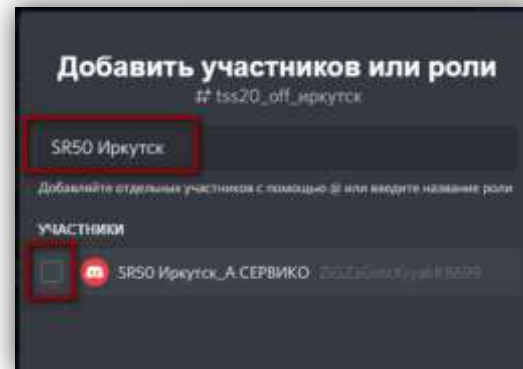 Добавить участников или роли
tss20_off_иркутск
SR50 Иркутск
Добавляйте отдельных участников с помощью @ или введите название роли
УЧАСТНИКИ
SR50 Иркутск_А СЕРВИКО